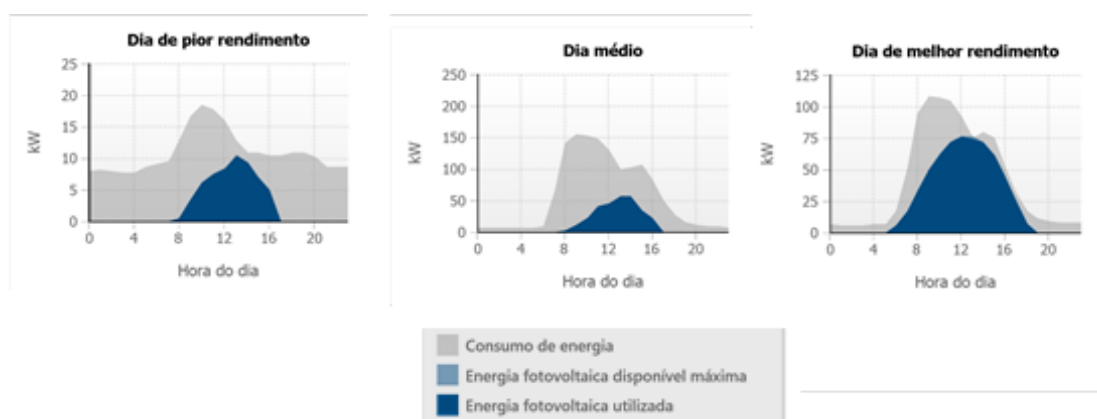 Dia de pior rendimento
25
20
15
10
5
0
kW
0 4 8 12 16 20
Hora do dia
Dia médio
250
200
150
100
50
0
kW
0 4 8 12 16 20
Hora do dia
Dia de melhor rendimento
125
100
75
50
25
0
kW
0 4 8 12 16 20
Hora do dia
Consumo de energia
Energia fotovoltaica disponível máxima
Energia fotovoltaica utilizada